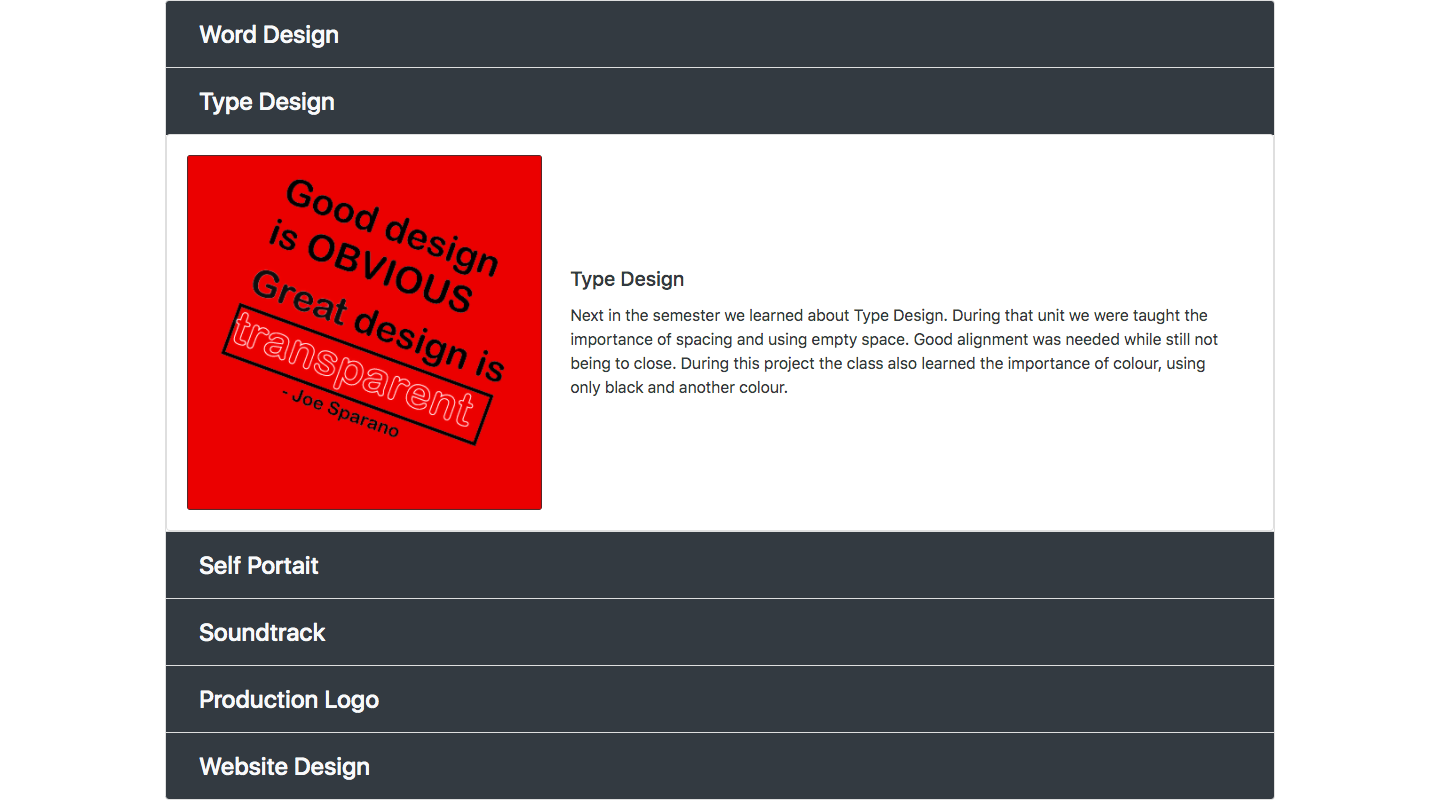 Word Design
Type Design
Good design
is OBVIOUS
Great design is
transparent
- Joe Sparano
Type Design
Next in the semester we learned about Type Design. During that unit we were taught the
importance of spacing and using empty space. Good alignment was needed while still not
being to close. During this project the class also learned the importance of colour, using
only black and another colour.
Self Portait
Soundtrack
Production Logo
Website Design